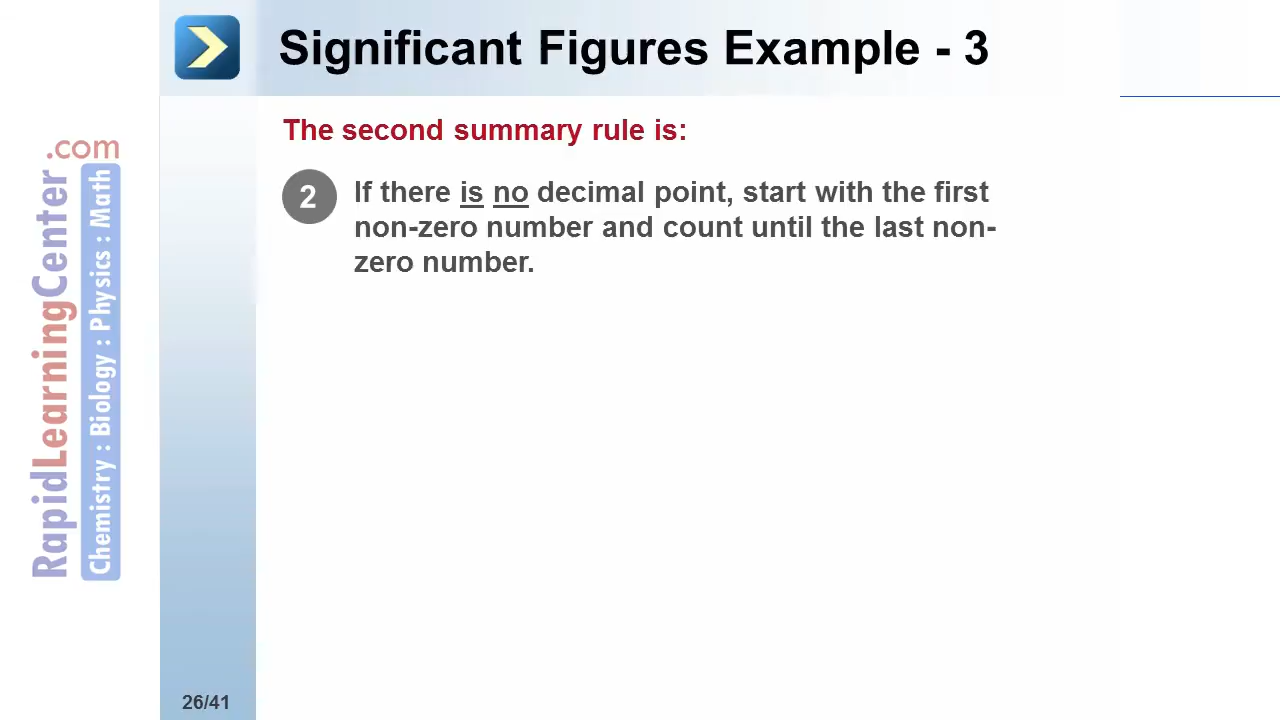 Significant Figures Example - 3
The second summary rule is:
2
If there is no decimal point, start with the first
non-zero number and count until the last non-
zero number.
RapidLearningCenter.com
Chemistry : Biology : Physics : Math
26/41